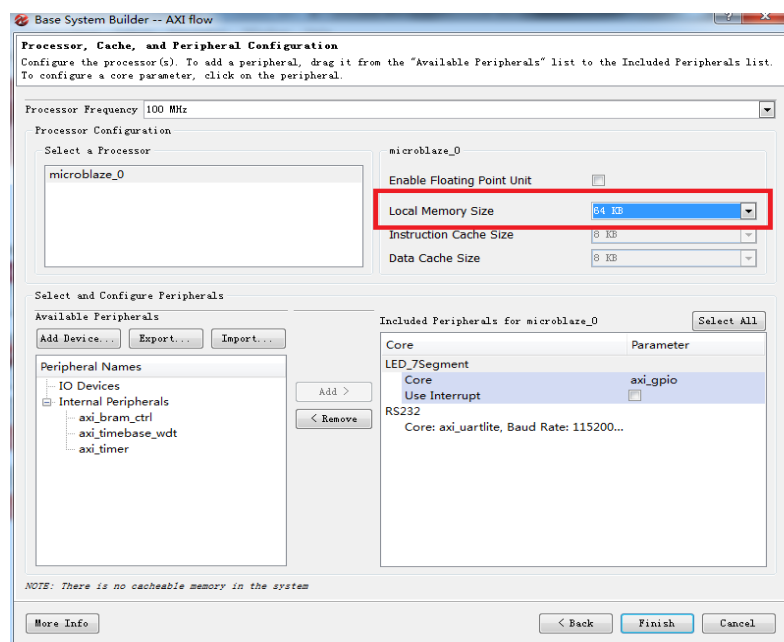 Base System Builder -- AXI flow
Processor, Cache, and Peripheral Configuration
Configure the processor(s). To add a peripheral, drag it from the "Available Peripherals" list to the Included Peripherals list.
To configure a core parameter, click on the peripheral.
Processor Frequency 100 MHz
Processor Configuration
Select a Processor
microblaze_0
microblaze_0
Enable Floating Point Unit
Local Memory Size 64 KB
Instruction Cache Size 8 KB
Data Cache Size 8 KB
Select and Configure Peripherals
Available Peripherals
Add Device... Export... Import...
Peripheral Names
IO Devices
Internal Peripherals
axi_bram_ctrl
axi_timebase_wdt
axi_timer
Add >
< Remove
Included Peripherals for microblaze_0 Select All
Core Parameter
LED_7Segment
Core axi_gpio
Use Interrupt
RS232
Core: axi_uartlite, Baud Rate: 115200...
NOTE: There is no cacheable memory in the system
More Info < Back Finish Cancel